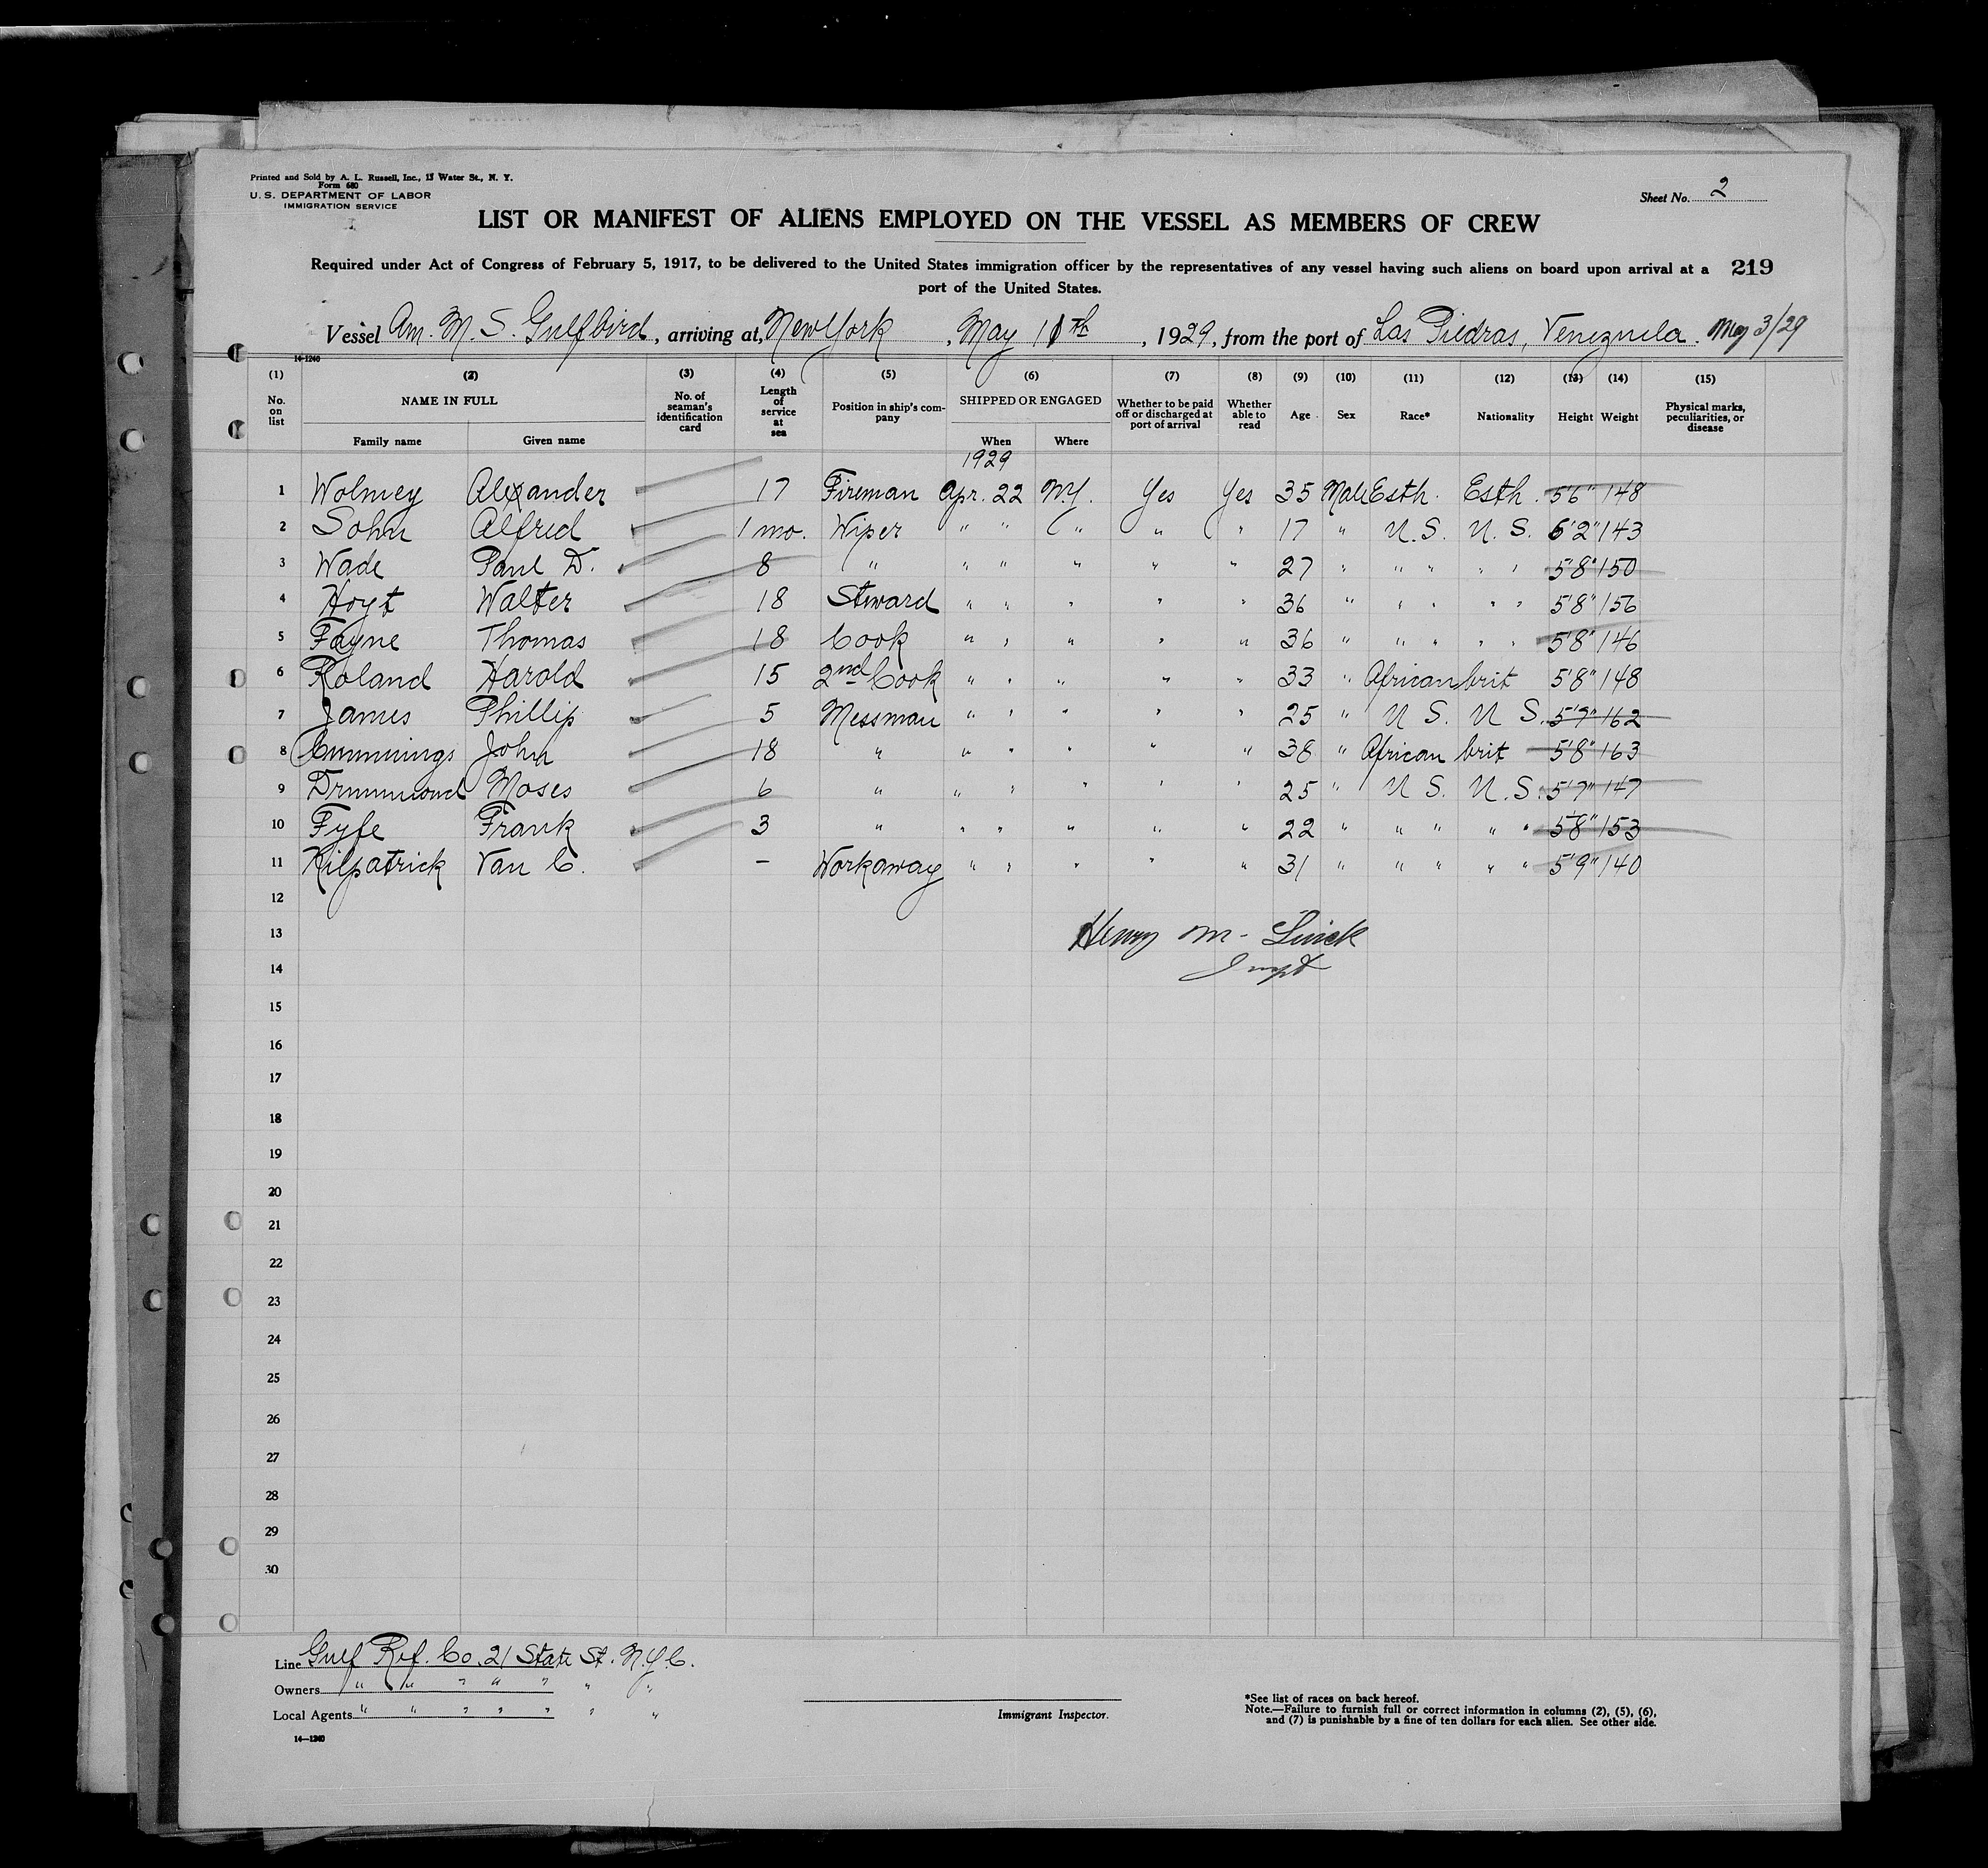 Printed and Sold by A. L. Russell, Inc., 15 Water St., N. Y.
Form 680
U. S. DEPARTMENT OF LABOR
IMMIGRATION SERVICE
Sheet No. 2
LIST OR MANIFEST OF ALIENS EMPLOYED ON THE VESSEL AS MEMBERS OF CREW
Required under Act of Congress of February 5, 1917, to be delivered to the United States immigration officer by the representatives of any vessel having such aliens on board upon arrival at a
port of the United States.
219
Vessel Am. M. S. Gulfbird, arriving at, New York, May 11th, 1929, from the port of Las Piedras, Venezuela. May 3/29
14-1240
(1) (2) (3) (4) (5) (6) (7) (8) (9) (10) (11) (12) (13) (14) (15)
No. on list NAME IN FULL Family name Given name No. of seaman's identification card Length of service at sea Position in ship's company SHIPPED OR ENGAGED When Where Whether to be paid off or discharged at port of arrival Whether able to read Age Sex Race* Nationality Height Weight Physical marks, peculiarities, or disease
1929
1 Wolmey Alexander 17 Fireman Apr. 22 N.Y. Yes Yes 35 Male Esth. Esth. 5'6" 148
2 Sohn Alfred 1 mo. Wiper " " " " " 17 " U.S. U.S. 6'2" 143
3 Wade Paul D. 8 " " " " " " 27 " " " " " 5'8" 150
4 Hoyt Walter 18 Steward " " " " " 36 " " " " " 5'8" 156
5 Fayne Thomas 18 Cook " " " " " 36 " " " " " 5'8" 146
6 Roland Harold 15 2nd Cook " " " " " 33 " African brit 5'8" 148
7 James Phillip 5 Messman " " " " " 25 " U S. U S. 5'7" 162
8 Cummings John 18 " " " " " " 38 " African brit 5'8" 163
9 Drummond Moses 6 " " " " " " 25 " U S. U.S. 5'7" 147
10 Fyfe Frank 3 " " " " " " 22 " " " " " 5'8" 153
11 Kilpatrick Van C. - Workaway " " " " " 31 " " " " " 5'9" 140
12
13 Henry M-
14
15
16
17
18
19
20
21
22
23
24
25
26
27
28
29
30
Line Gulf Ref. Co. 21 State St. N.Y.C.
Owners " " " " " " "
Local Agents " " " " " " "
14-1240
Immigrant Inspector.
*See list of races on back hereof.
Note.—Failure to furnish full or correct information in columns (2), (5), (6),
and (7) is punishable by a fine of ten dollars for each alien. See other side.